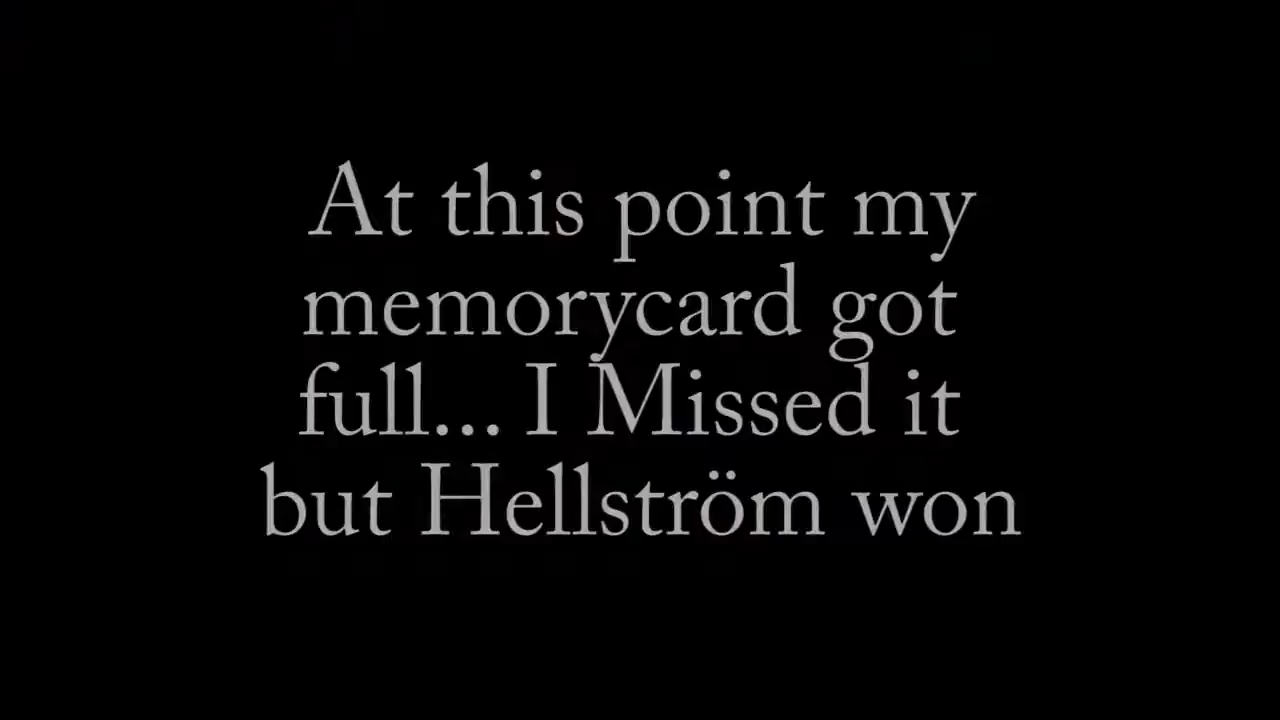 At this point my
memorycard got
full... I Missed it
but Hellström won